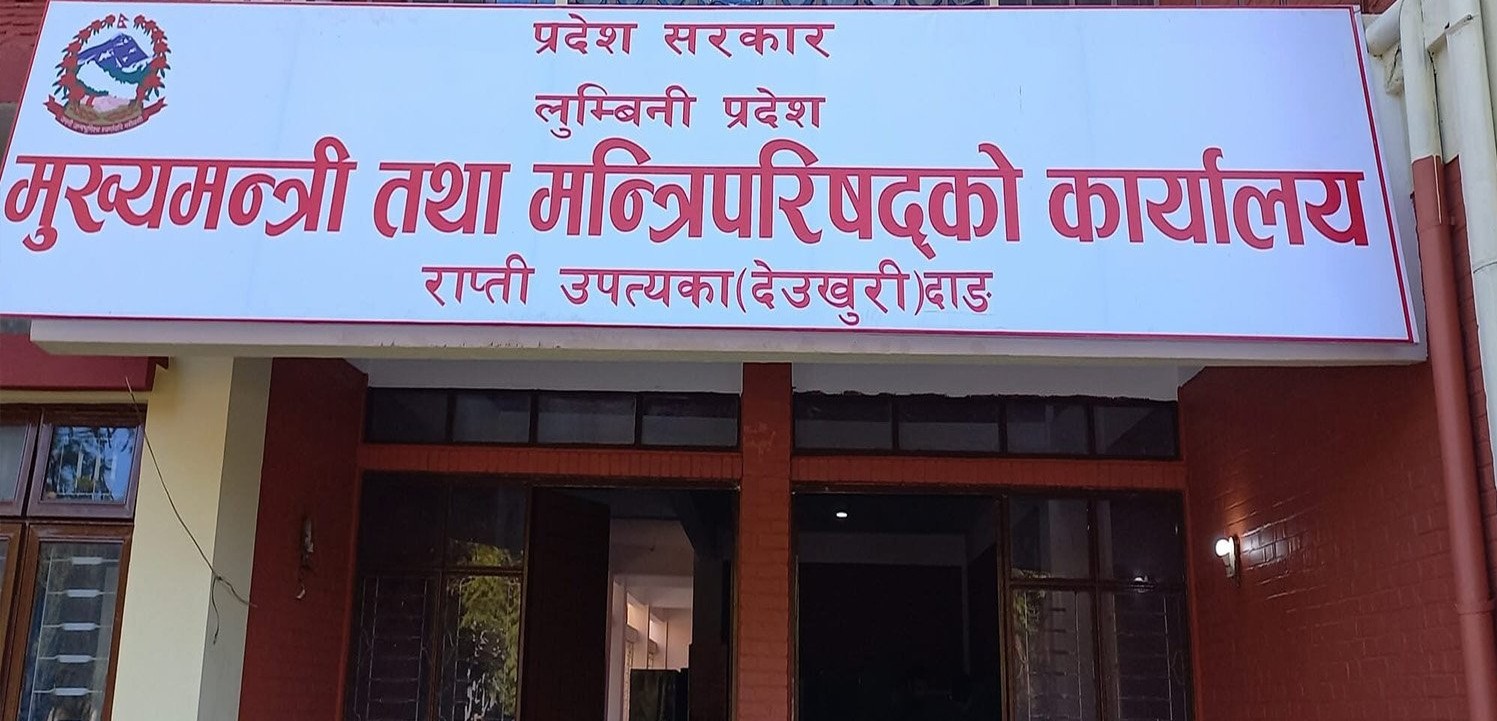 प्रदेश सरकार
लुम्बिनी प्रदेश
मुख्यमन्त्री तथा मन्त्रिपरिषद्को कार्यालय
राप्ती उपत्यका(देउखुरी)दाङ